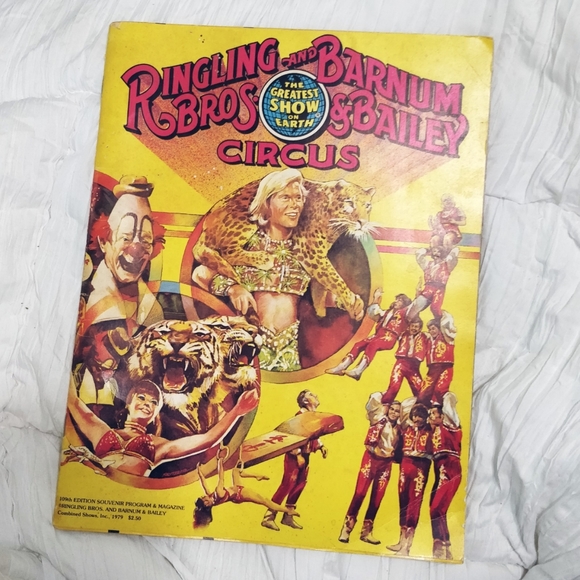 RINGLING AND BARNUM
BROS. & BAILEY
THE
GREATEST
SHOW
ON
EARTH
CIRCUS
109th EDITION SOUVENIR PROGRAM & MAGAZINE
RINGLING BROS. AND BARNUM & BAILEY
Combined Shows, Inc., 1979 $2.50